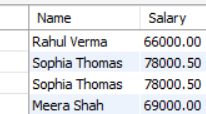 Name Salary
Rahul Verma 66000.00
Sophia Thomas 78000.50
Sophia Thomas 78000.50
Meera Shah 69000.00